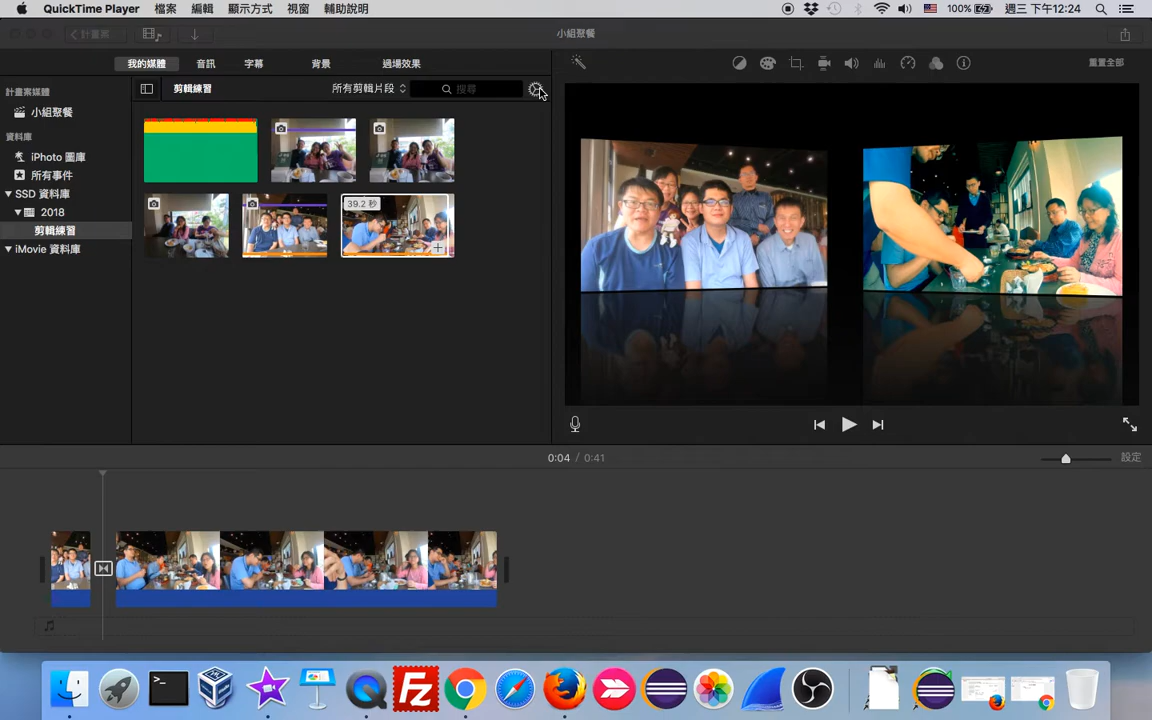 QuickTime Player 檔案 編輯 顯示方式 視窗 輔助說明 100% 週三 下午12:24
計畫案 小組聚餐
我的媒體 音訊 字幕 背景 過場效果 重置全部
計畫案媒體 剪輯練習 所有剪輯片段 搜尋
小組聚餐
資料庫
iPhoto 圖庫
所有事件
SSD 資料庫
2018
39.2 秒
剪輯練習
iMovie 資料庫
0:04 / 0:41 設定
>_
Fz